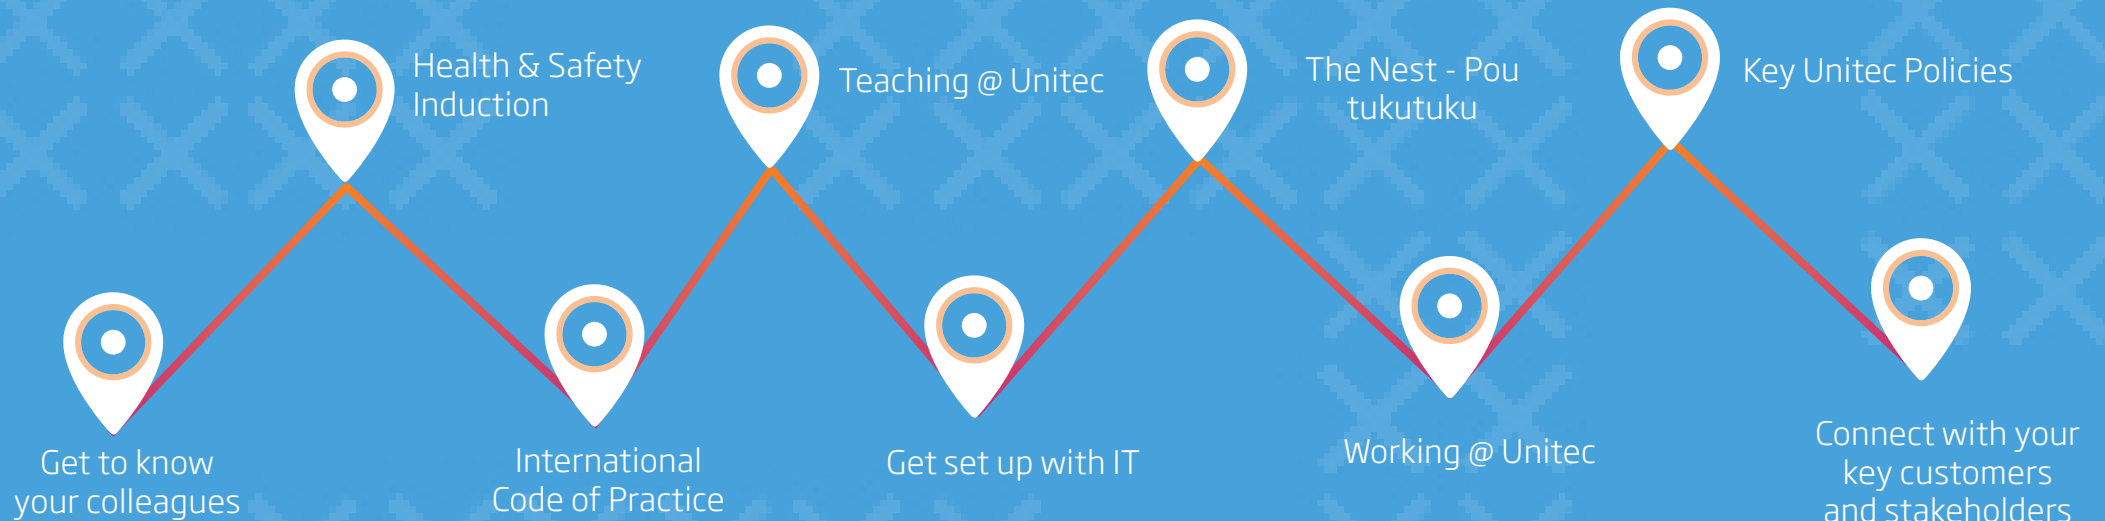 Get to know
your colleagues
Health & Safety
Induction
International
Code of Practice
Teaching @ Unitec
Get set up with IT
The Nest - Pou
tukutuku
Working @ Unitec
Key Unitec Policies
Connect with your
key customers
and stakeholders